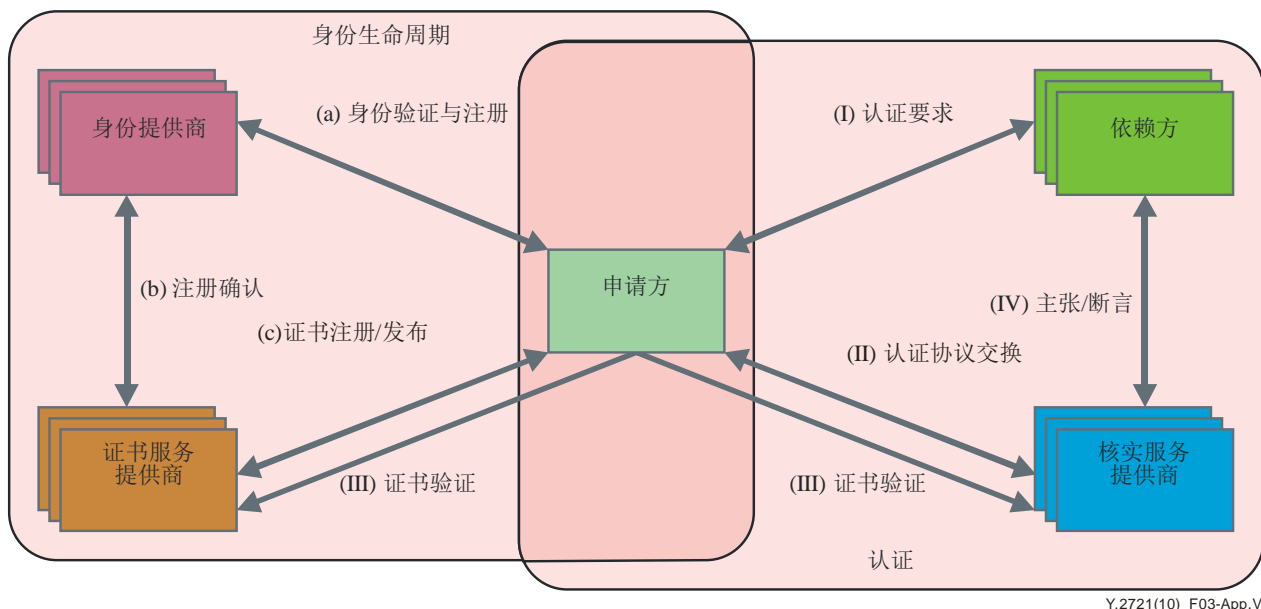 身份生命周期
身份提供商
(a) 身份验证与注册
(I) 认证要求
依赖方
(b) 注册确认
申请方
(c)证书注册/发布
(IV) 主张/断言
(II) 认证协议交换
证书服务
提供商
(III) 证书验证
(III) 证书验证
核实服务
提供商
认证
Y.2721(10)_F03-App.V